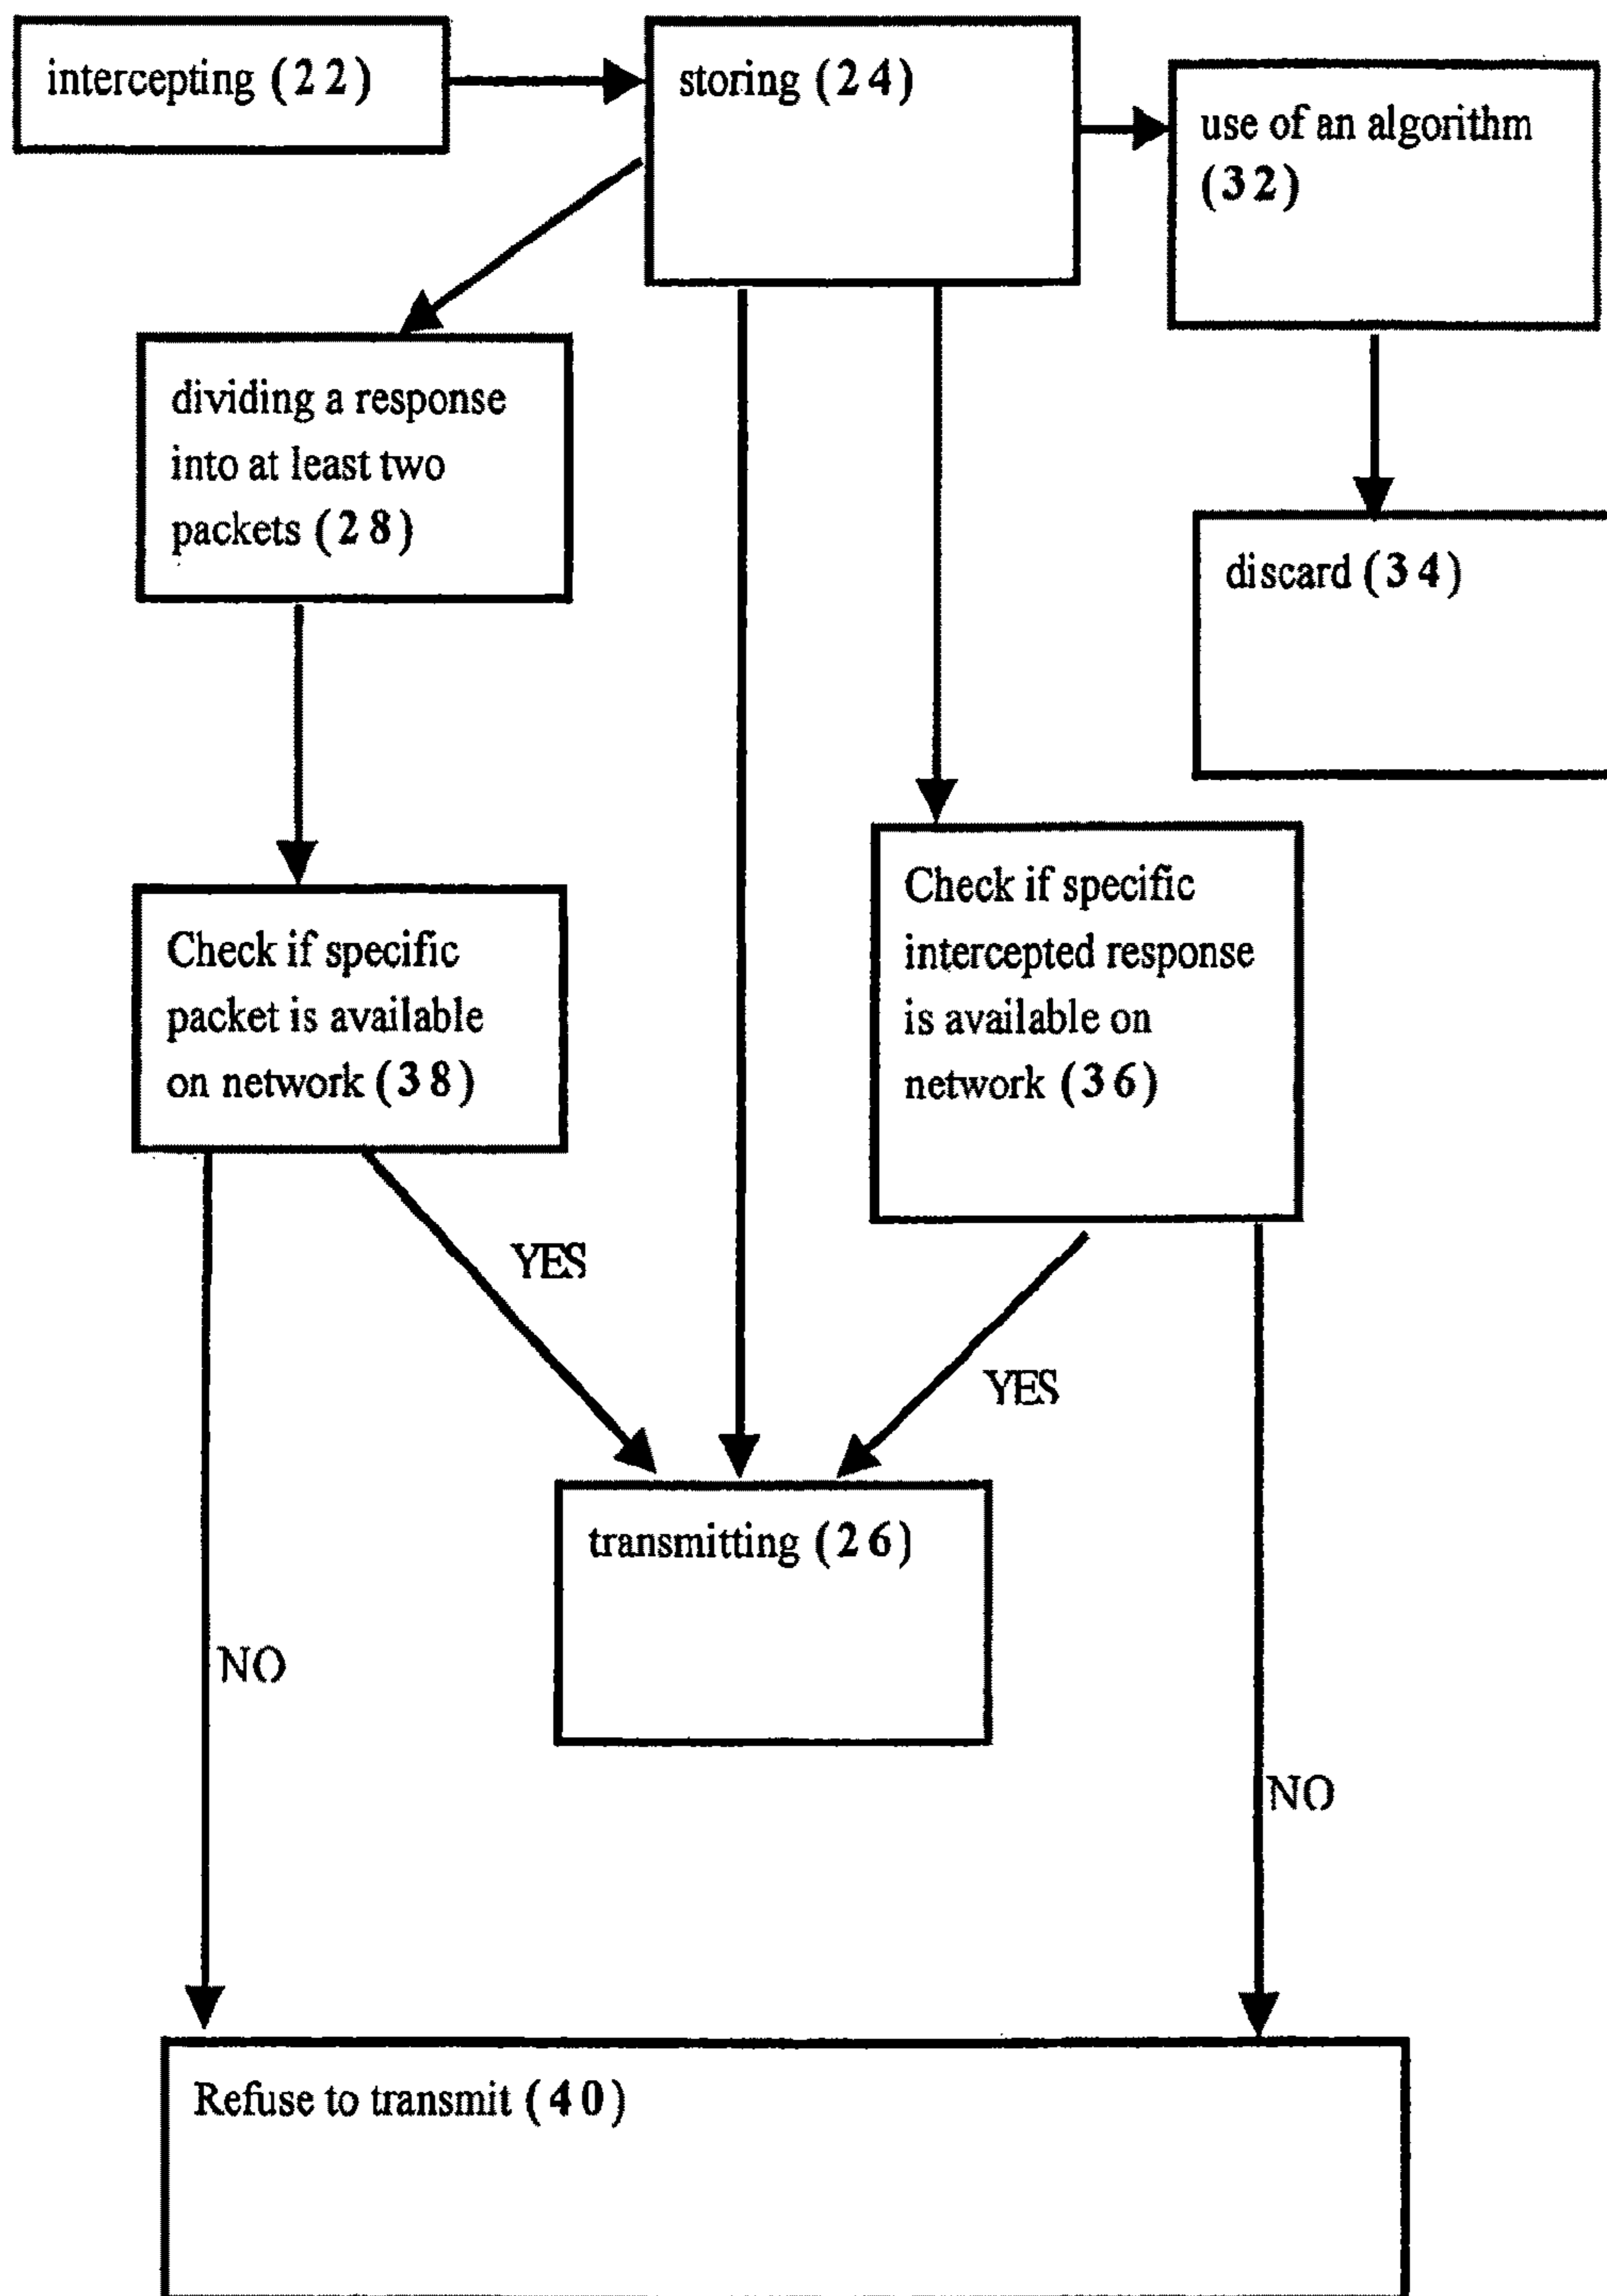 intercepting (22)
storing (24)
use of an algorithm
(32)
dividing a response
into at least two
packets (28)
discard (34)
Check if specific
packet is available
on network (38)
Check if specific
intercepted response
is available on
network (36)
YES
YES
transmitting (26)
NO
NO
Refuse to transmit (40)